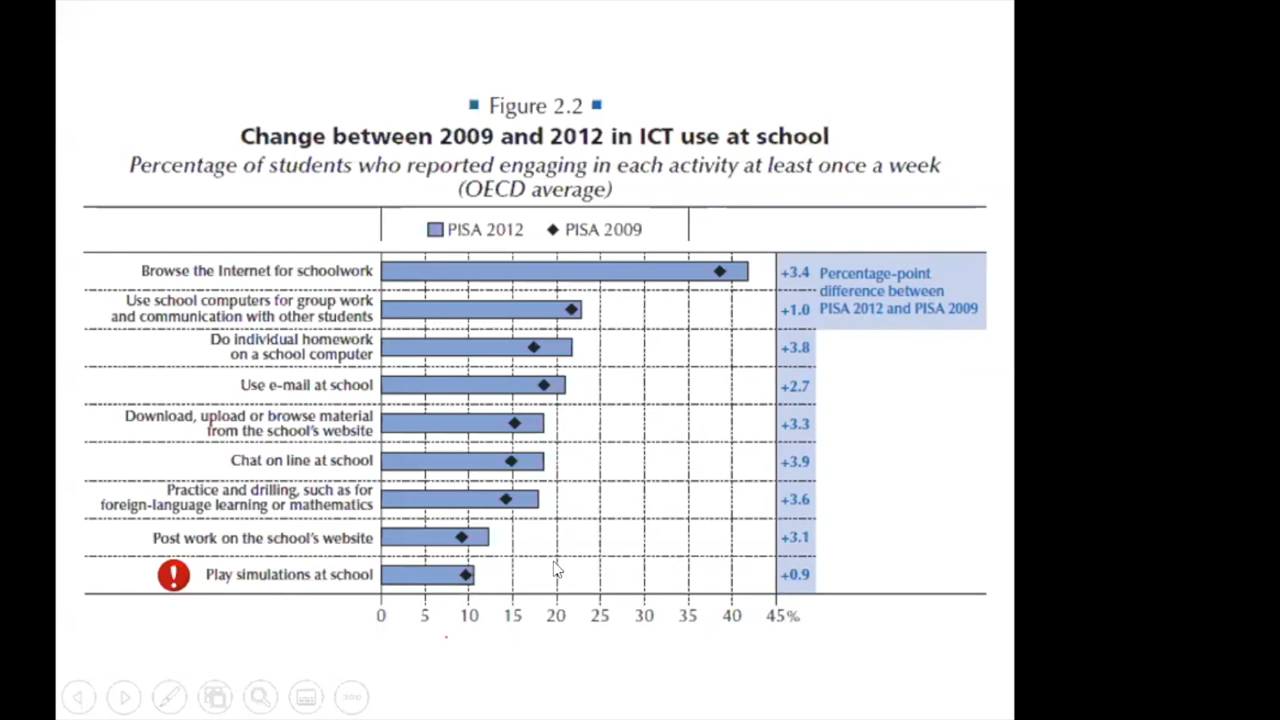 Figure 2.2
Change between 2009 and 2012 in ICT use at school
Percentage of students who reported engaging in each activity at least once a week
(OECD average)
PISA 2012 PISA 2009
Browse the Internet for schoolwork
+3.4
Percentage-point
difference between
PISA 2012 and PISA 2009
Use school computers for group work
and communication with other students
+1.0
Do individual homework
on a school computer
+3.8
Use e-mail at school
+2.7
Download, upload or browse material
from the school's website
+3.3
Chat on line at school
+3.9
Practice and drilling, such as for
foreign-language learning or mathematics
+3.6
Post work on the school's website
+3.1
! Play simulations at school
+0.9
0 5 10 15 20 25 30 35 40 45%